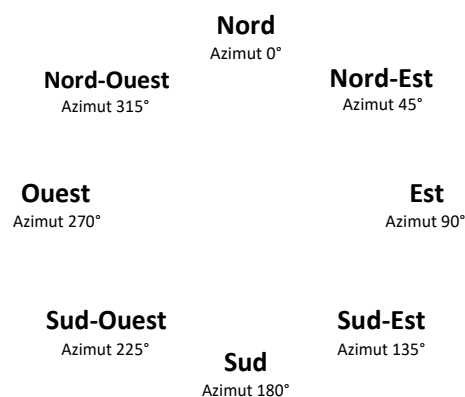 Nord
Azimut 0°
Nord-Ouest
Azimut 315°
Nord-Est
Azimut 45°
Ouest
Azimut 270°
Est
Azimut 90°
Sud-Ouest
Azimut 225°
Sud-Est
Azimut 135°
Sud
Azimut 180°